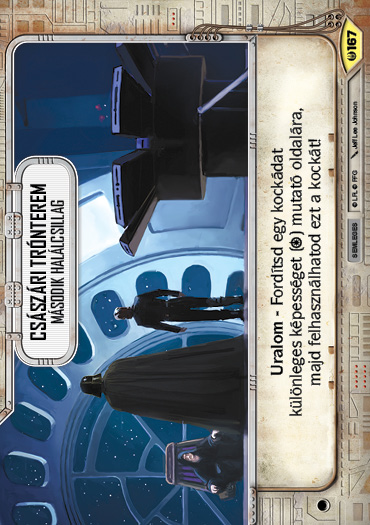 CSÁSZÁRI TRÓNTEREM
MÁSODIK HALÁLCSILLAG
Uralom - Fordítsd egy kockádat
különleges képességet () mutató oldalára,
majd felhasználhatod ezt a kockát!
SEMLEGES
© LFL © FFG
Jeff Lee Johnson
167